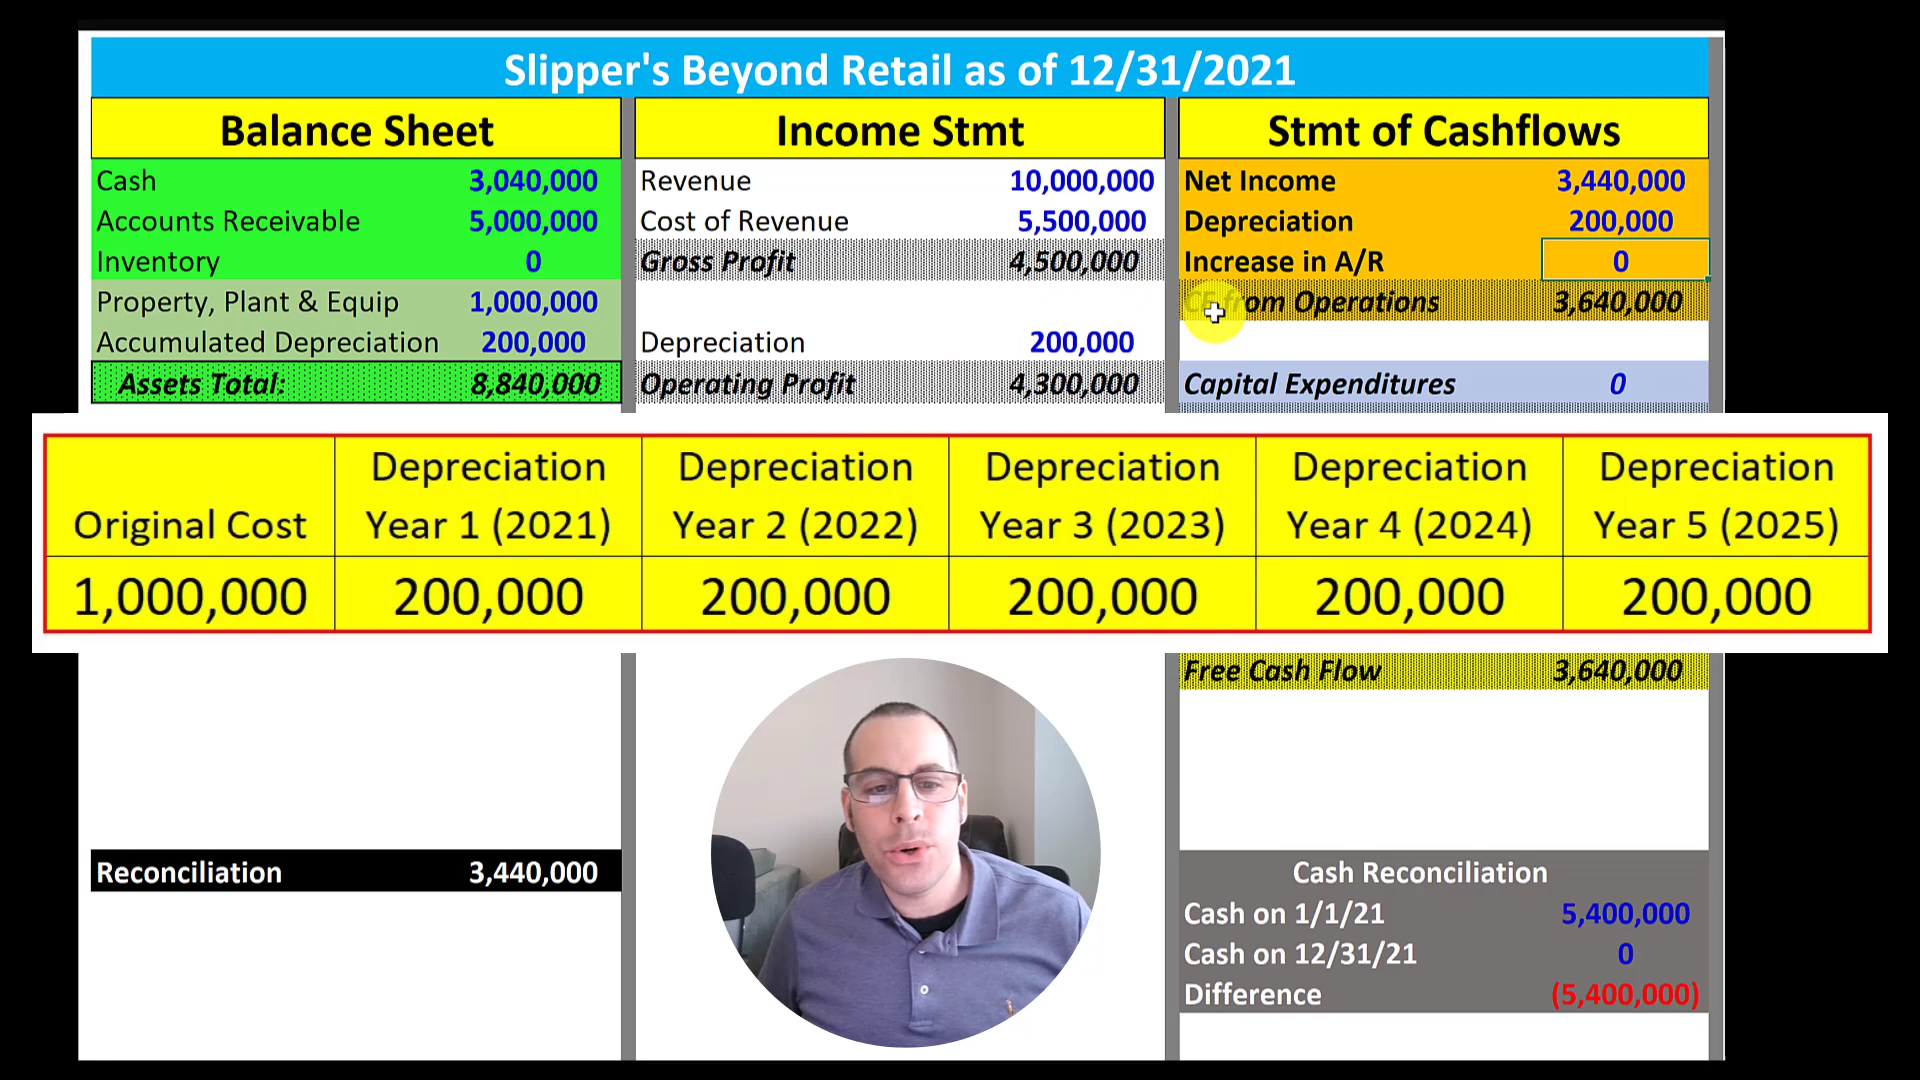 Slipper's Beyond Retail as of 12/31/2021
Balance Sheet
Cash 3,040,000
Accounts Receivable 5,000,000
Inventory 0
Property, Plant & Equip 1,000,000
Accumulated Depreciation 200,000
Assets Total: 8,840,000
Income Stmt
Revenue 10,000,000
Cost of Revenue 5,500,000
Gross Profit 4,500,000
Depreciation 200,000
Operating Profit 4,300,000
Stmt of Cashflows
Net Income 3,440,000
Depreciation 200,000
Increase in A/R 0
CF from Operations 3,640,000
Capital Expenditures 0
Original Cost
Depreciation
Year 1 (2021)
Depreciation
Year 2 (2022)
Depreciation
Year 3 (2023)
Depreciation
Year 4 (2024)
Depreciation
Year 5 (2025)
1,000,000 200,000 200,000 200,000 200,000 200,000
Free Cash Flow 3,640,000
Reconciliation 3,440,000
Cash Reconciliation
Cash on 1/1/21 5,400,000
Cash on 12/31/21 0
Difference (5,400,000)